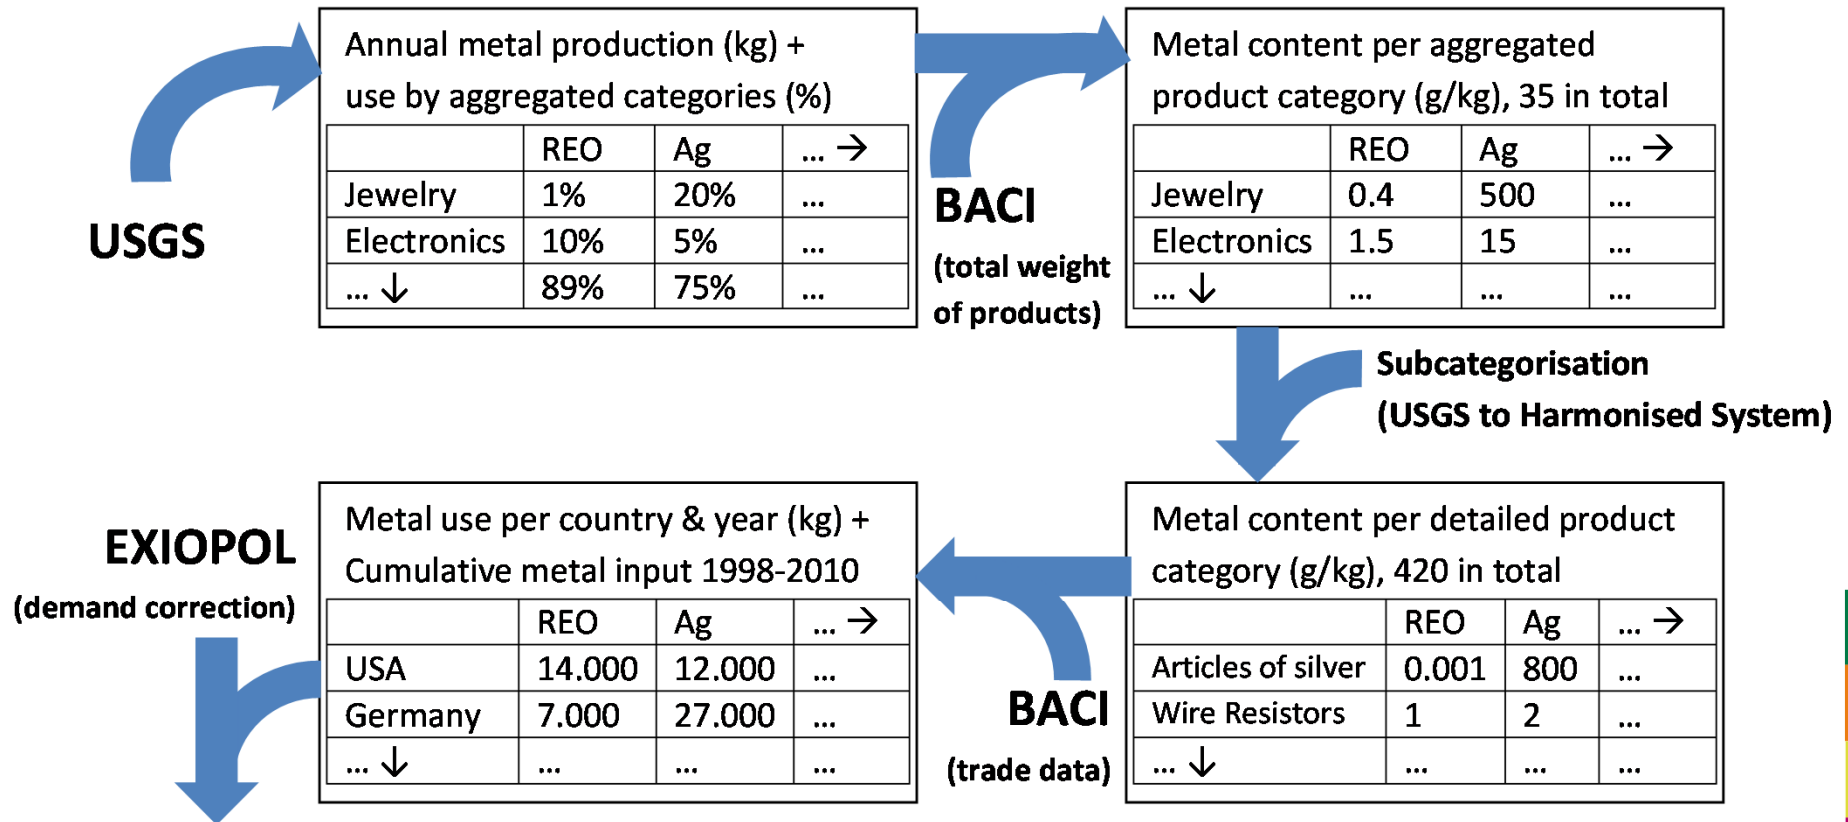 Annual metal production (kg) +
use by aggregated categories (%)
REO Ag ... →
Jewelry 1% 20% ...
Electronics 10% 5% ...
... ↓ 89% 75% ...
USGS
BACI
(total weight
of products)
Metal content per aggregated
product category (g/kg), 35 in total
REO Ag ... →
Jewelry 0.4 500 ...
Electronics 1.5 15 ...
... ↓ ... ... ...
Subcategorisation
(USGS to Harmonised System)
Metal content per detailed product
category (g/kg), 420 in total
REO Ag ... →
Articles of silver 0.001 800 ...
Wire Resistors 1 2 ...
... ↓ ... ... ...
BACI
(trade data)
Metal use per country & year (kg) +
Cumulative metal input 1998-2010
REO Ag ... →
USA 14.000 12.000 ...
Germany 7.000 27.000 ...
... ↓ ... ... ...
EXIOPOL
(demand correction)